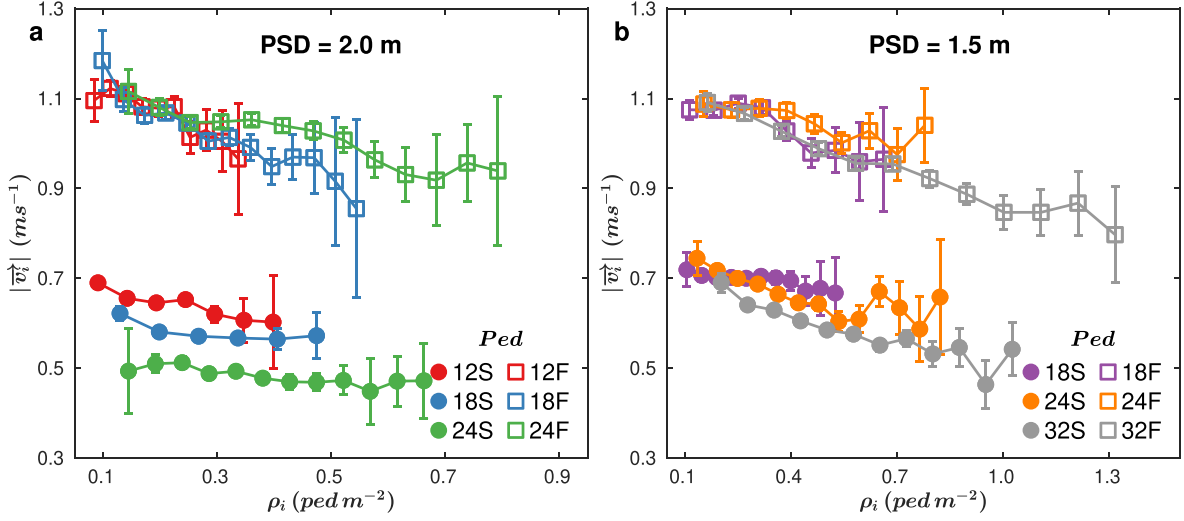 a
PSD = 2.0 m
1.3
1.1
0.9
0.7
0.5
0.3
|v⃗ᵢ| (ms⁻¹)
0.1 0.3 0.5 0.7 0.9
ρᵢ (ped m⁻²)
Ped
12S 12F
18S 18F
24S 24F
b
PSD = 1.5 m
1.3
1.1
0.9
0.7
0.5
0.3
|v⃗ᵢ| (ms⁻¹)
0.1 0.4 0.7 1.0 1.3
ρᵢ (ped m⁻²)
Ped
18S 18F
24S 24F
32S 32F